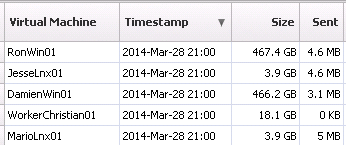 Virtual Machine Timestamp ▼ Size Sent
RonWin01 2014-Mar-28 21:00 467.4 GB 4.6 MB
JesseLnx01 2014-Mar-28 21:00 3.9 GB 4.6 MB
DamienWin01 2014-Mar-28 21:00 466.2 GB 3.1 MB
WorkerChristian01 2014-Mar-28 21:00 18.1 GB 0 KB
MarioLnx01 2014-Mar-28 21:00 3.9 GB 5 MB